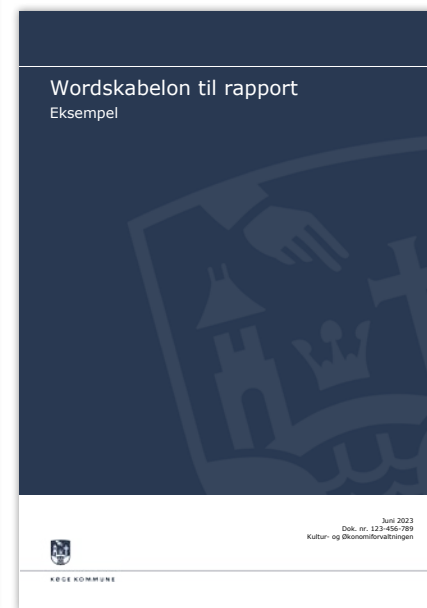 Wordskabelon til rapport
Eksempel
Juni 2023
Dok. nr. 123-456-789
Kultur- og Økonomiforvaltningen
KØGE KOMMUNE